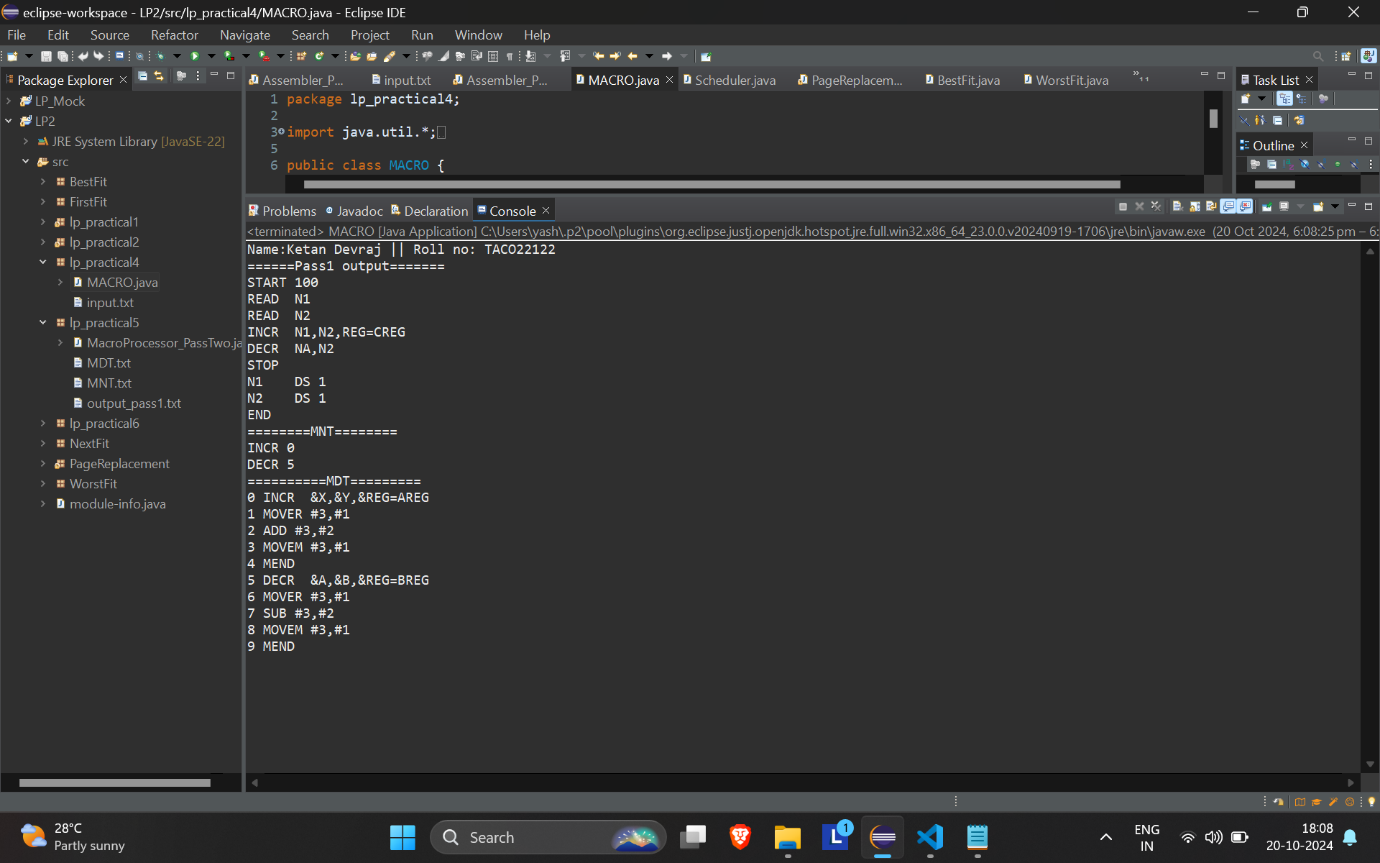 eclipse-workspace - LP2/src/lp_practical4/MACRO.java - Eclipse IDE
File Edit Source Refactor Navigate Search Project Run Window Help
Package Explorer
LP_Mock
LP2
JRE System Library [JavaSE-22]
src
BestFit
FirstFit
lp_practical1
lp_practical2
lp_practical4
MACRO.java
input.txt
lp_practical5
MacroProcessor_PassTwo.ja
MDT.txt
MNT.txt
output_pass1.txt
lp_practical6
NextFit
PageReplacement
WorstFit
module-info.java
Assembler_P... input.txt Assembler_P... MACRO.java Scheduler.java PageReplacem... BestFit.java WorstFit.java
1 package lp_practical4;
2
3 import java.util.*;
5
6 public class MACRO {
Task List
Outline
Problems Javadoc Declaration Console
<terminated> MACRO [Java Application] C:\Users\yash\.p2\pool\plugins\org.eclipse.justj.openjdk.hotspot.jre.full.win32.x86_64_23.0.0.v20240919-1706\jre\bin\javaw.exe (20 Oct 2024, 6:08:25 pm – 6:
Name:Ketan Devraj || Roll no: TACO22122
======Pass1 output=======
START 100
READ  N1
READ  N2
INCR  N1,N2,REG=CREG
DECR  NA,N2
STOP
N1    DS 1
N2    DS 1
END
========MNT========
INCR 0
DECR 5
==========MDT=========
0 INCR  &X,&Y,&REG=AREG
1 MOVER #3,#1
2 ADD #3,#2
3 MOVEM #3,#1
4 MEND
5 DECR  &A,&B,&REG=BREG
6 MOVER #3,#1
7 SUB #3,#2
8 MOVEM #3,#1
9 MEND
28°C
Partly sunny
Search
L
1
ENG
IN
18:08
20-10-2024